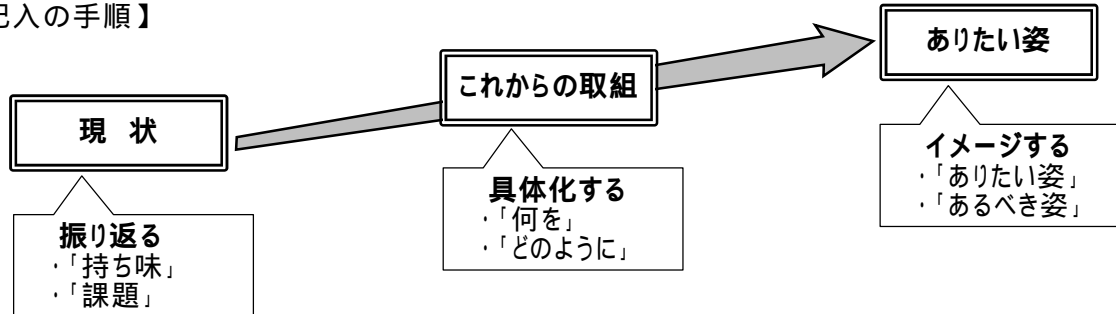 記入の手順】
ありたい姿
これからの取組
現 状
イメージする
・「ありたい姿」
・「あるべき姿」
具体化する
・「何を」
・「どのように」
振り返る
・「持ち味」
・「課題」